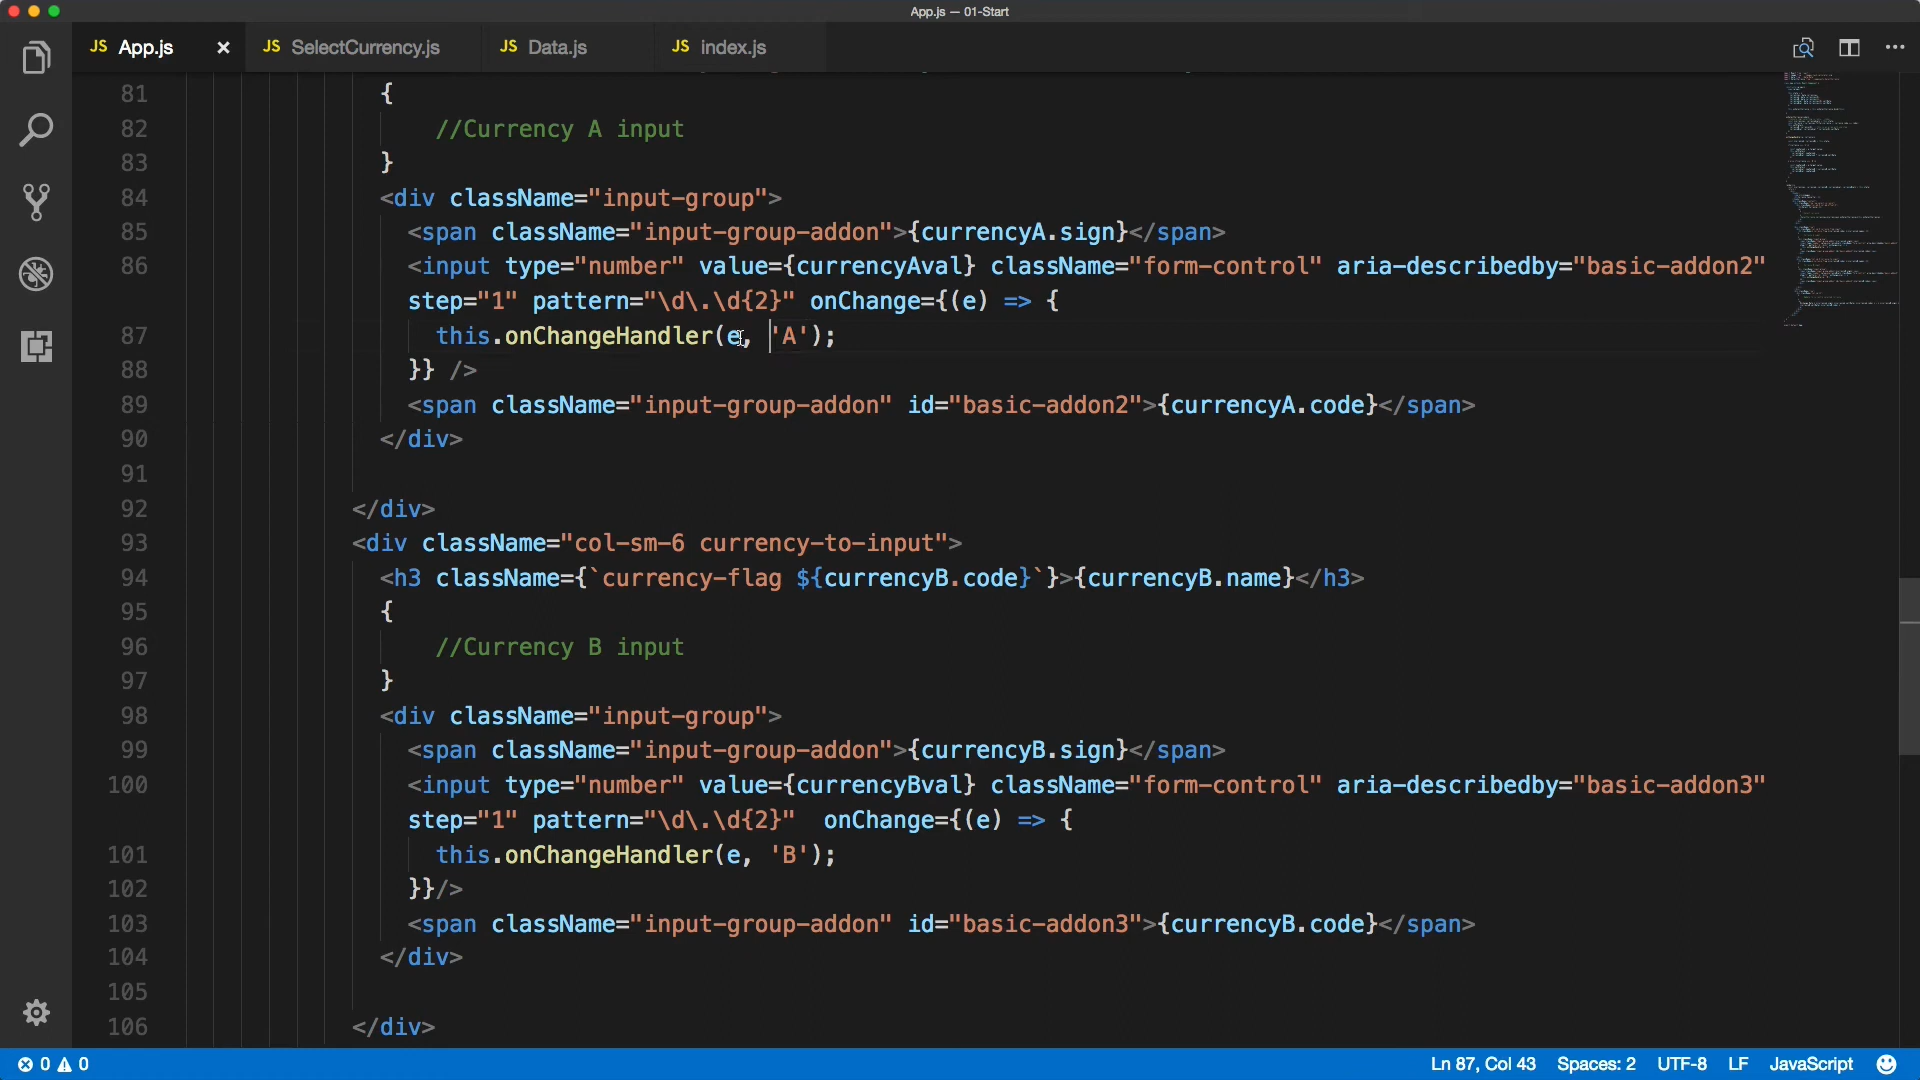 App.js — 01-Start
JS App.js × JS SelectCurrency.js JS Data.js JS index.js
81 {
82 //Currency A input
83 }
84 <div className="input-group">
85 <span className="input-group-addon">{currencyA.sign}</span>
86 <input type="number" value={currencyAval} className="form-control" aria-describedby="basic-addon2"
step="1" pattern="\d\.\d{2}" onChange={(e) => {
87 this.onChangeHandler(e, 'A');
88 }} />
89 <span className="input-group-addon" id="basic-addon2">{currencyA.code}</span>
90 </div>
91
92 </div>
93 <div className="col-sm-6 currency-to-input">
94 <h3 className={`currency-flag ${currencyB.code}`}>{currencyB.name}</h3>
95 {
96 //Currency B input
97 }
98 <div className="input-group">
99 <span className="input-group-addon">{currencyB.sign}</span>
100 <input type="number" value={currencyBval} className="form-control" aria-describedby="basic-addon3"
step="1" pattern="\d\.\d{2}"  onChange={(e) => {
101 this.onChangeHandler(e, 'B');
102 }}/>
103 <span className="input-group-addon" id="basic-addon3">{currencyB.code}</span>
104 </div>
105
106 </div>
0 0 Ln 87, Col 43 Spaces: 2 UTF-8 LF JavaScript